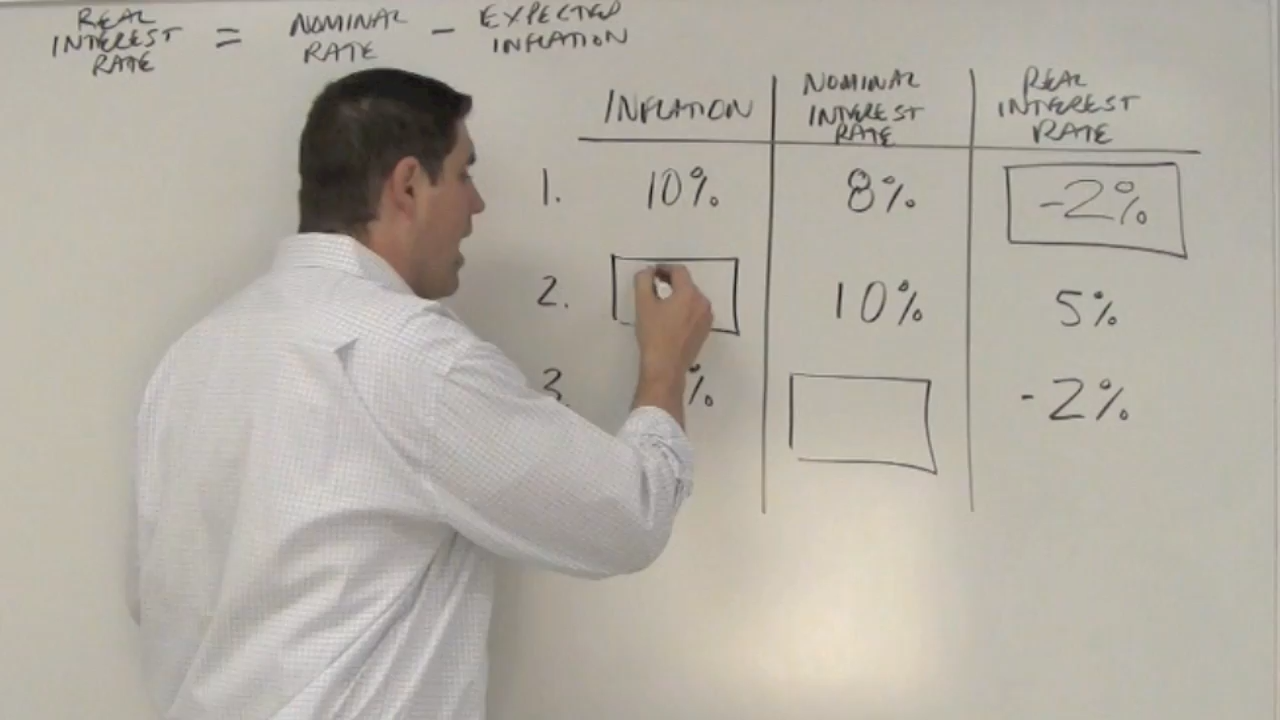 REAL INTEREST RATE = NOMINAL RATE - EXPECTED INFLATION
INFLATION NOMINAL INTEREST RATE REAL INTEREST RATE
1. 10% 8% -2%
2. 10% 5%
3. % -2%